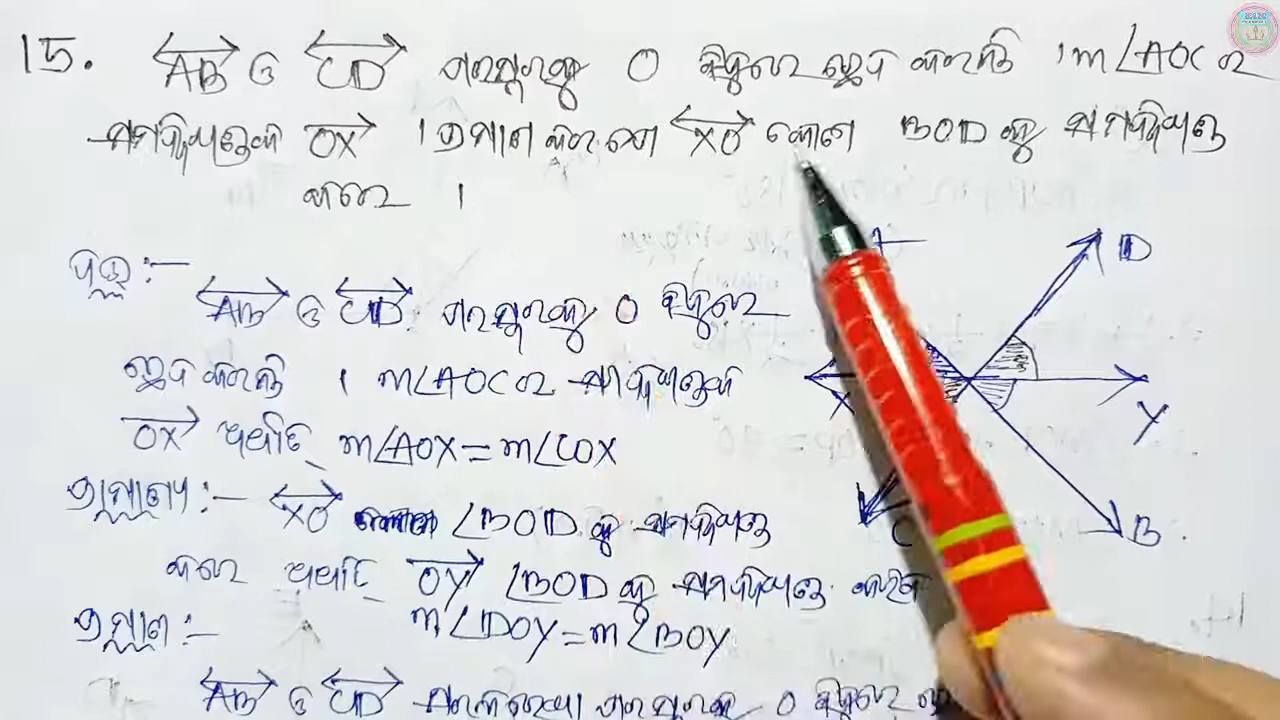 15. AB ଓ CD ପରସ୍ପରକୁ O ବିନ୍ଦୁରେ ଛେଦ କରନ୍ତି । m∠AOC ର
ସମଦ୍ବିଖଣ୍ଡକ OX । ପ୍ରମାଣ କର ଯେ XO କୋଣ BOD କୁ ସମଦ୍ବିଖଣ୍ଡ
କରେ ।
ଦତ୍ତ :-
AB ଓ CD ପରସ୍ପରକୁ O ବିନ୍ଦୁରେ
ଛେଦ କରନ୍ତି । m∠AOC ର ସମଦ୍ବିଖଣ୍ଡକ
OX ଅର୍ଥାତ୍ m∠AOX = m∠COX
ପ୍ରାମାଣ୍ୟ :- XO ∠BOD କୁ ସମଦ୍ବିଖଣ୍ଡ
କରେ ଅର୍ଥାତ୍ OY ∠BOD କୁ ସମଦ୍ବିଖଣ୍ଡ
m∠DOY = m∠BOY
ପ୍ରମାଣ :-
AB ଓ CD ସରଳରେଖା ପରସ୍ପରକୁ O ବିନ୍ଦୁରେ
D
X
Y
C
B